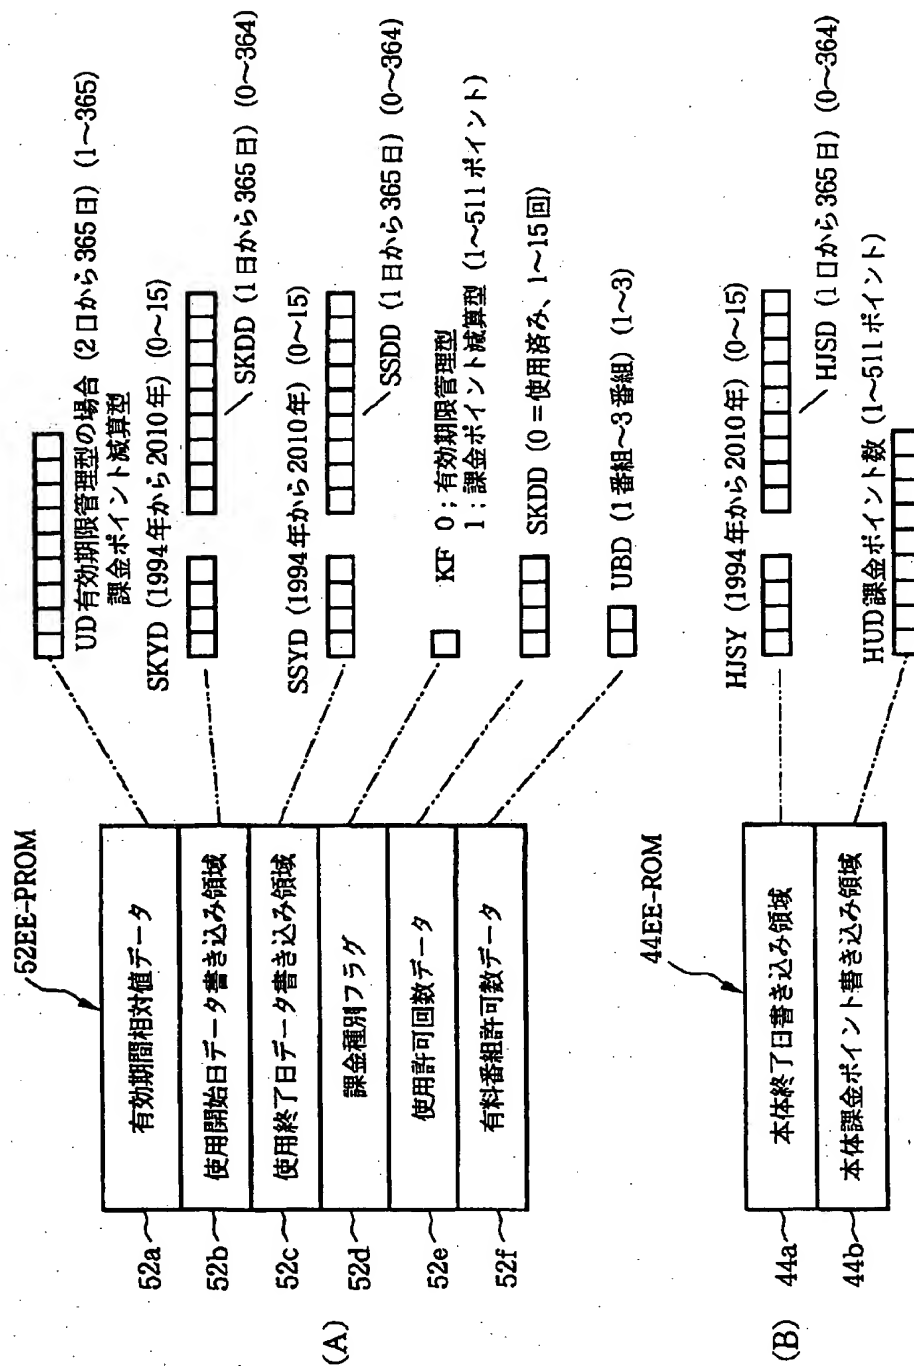 (A)
52EE-PROM
52a
有効期間相対値データ
UD有効期限管理型の場合 (2日から365日) (1〜365)
課金ポイント減算型
52b
使用開始日データ書き込み領域
SKYD (1994年から2010年) (0〜15)
SKDD (1日から365日) (0〜364)
52c
使用終了日データ書き込み領域
SSYD (1994年から2010年) (0〜15)
SSDD (1日から365日) (0〜364)
52d
課金種別フラグ
KF 0;有効期限管理型
1;課金ポイント減算型 (1〜511ポイント)
52e
使用許可回数データ
SKDD (0=使用済み、1〜15回)
52f
有料番組許可数データ
UBD (1番組〜3番組) (1〜3)
(B)
44EE-ROM
44a
本体終了日書き込み領域
HJSY (1994年から2010年) (0〜15)
HJSD (1日から365日) (0〜364)
44b
本体課金ポイント書き込み領域
HUD課金ポイント数 (1〜511ポイント)